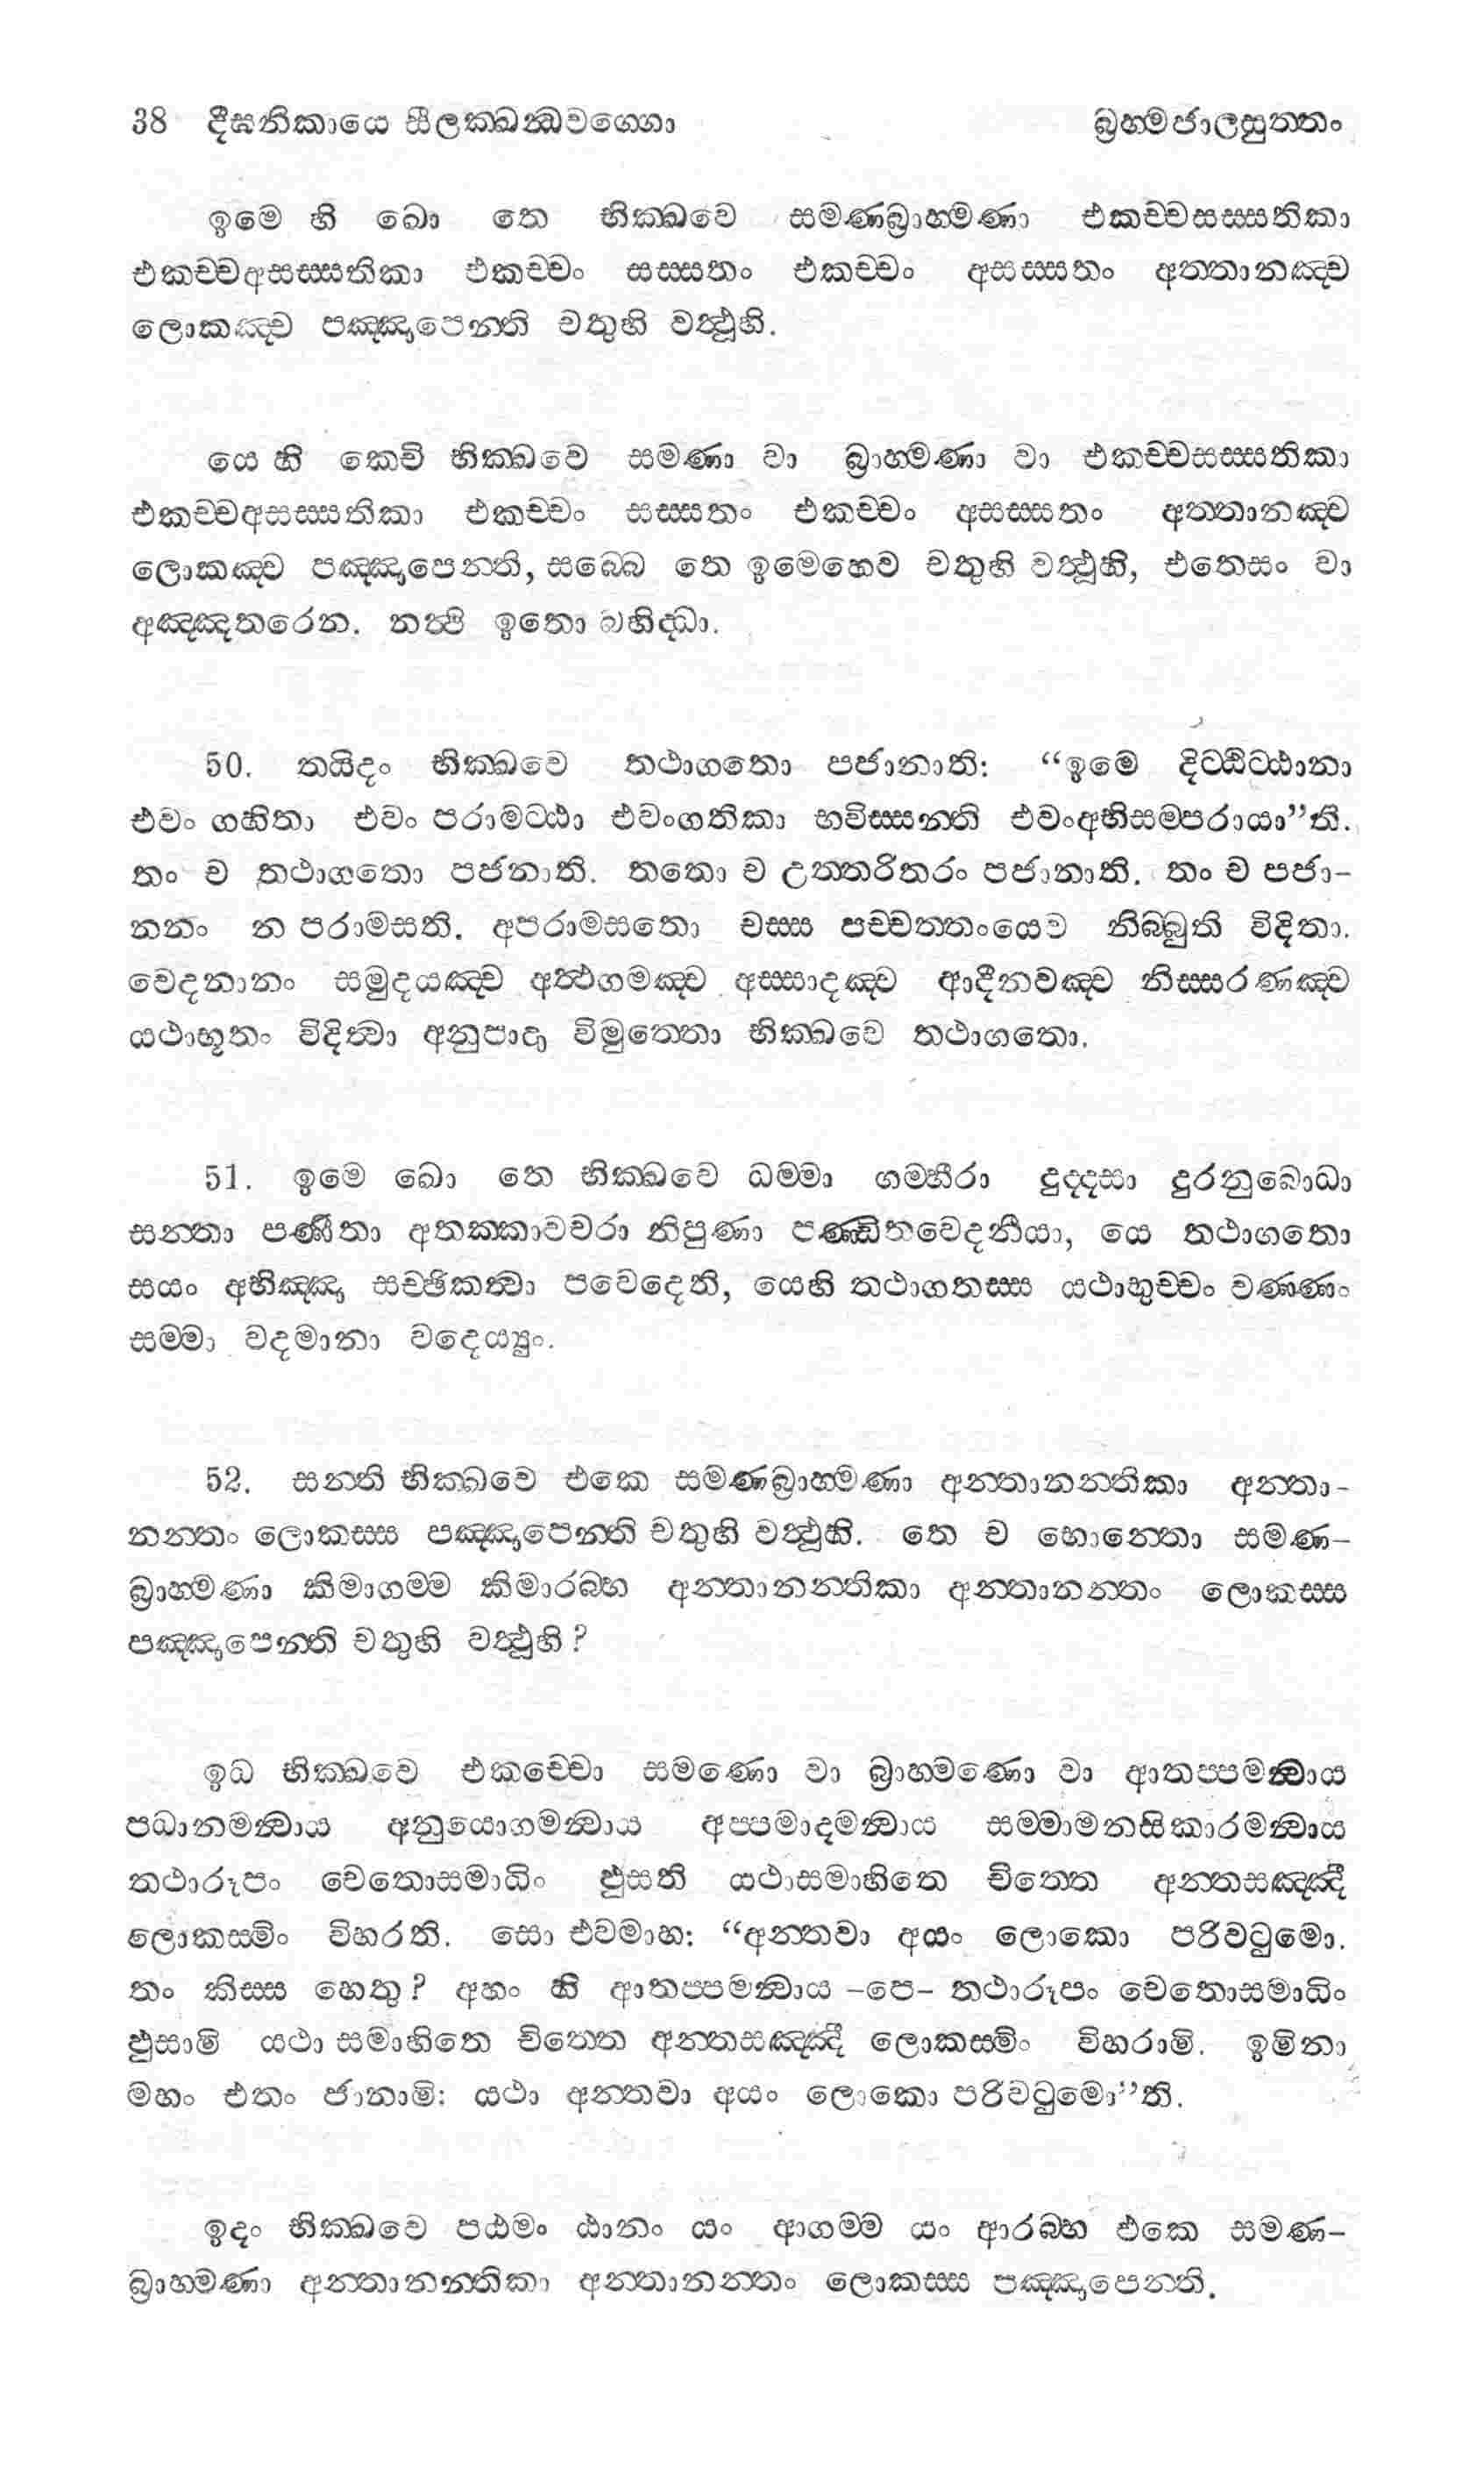 38 දීඝනිකායෙ සීලක්ඛන්ධවග්ගො බ්‍රහ්මජාලසුත්තං
ඉමෙ හි ඛො තෙ භික්ඛවෙ සමණබ්‍රාහ්මණා එකච්චසස්සතිකා
එකච්චඅසස්සතිකා එකච්චං සස්සතං එකච්චං අසස්සතං අත්තානඤ්ච
ලොකඤ්ච පඤ්ඤාපෙන්ති චතුහි වත්ථූහි.
යෙ හි කෙචි භික්ඛවෙ සමණා වා බ්‍රාහ්මණා වා එකච්චසස්සතිකා
එකච්චඅසස්සතිකා එකච්චං සස්සතං එකච්චං අසස්සතං අත්තානඤ්ච
ලොකඤ්ච පඤ්ඤාපෙන්ති, සබ්බෙ තෙ ඉමෙහෙව චතුහි වත්ථූහි, එතෙසං වා
අඤ්ඤතරෙන. නත්ථි ඉතො බහිද්ධා.
50. තයිදං භික්ඛවෙ තථාගතො පජානාති: “ඉමෙ දිට්ඨිට්ඨානා
එවං ගහිතා එවං පරාමට්ඨා එවංගතිකා භවිස්සන්ති එවංඅභිසම්පරායා”ති.
තං ච තථාගතො පජනාති. තතො ච උත්තරිතරං පජානාති. තං ච පජා-
නනං න පරාමසති. අපරාමසතො චස්ස පච්චත්තංයෙව නිබ්බුති විදිතා.
වෙදනානං සමුදයඤ්ච අත්ථගමඤ්ච අස්සාදඤ්ච ආදීනවඤ්ච නිස්සරණඤ්ච
යථාභූතං විදිත්වා අනුපාදා විමුත්තො භික්ඛවෙ තථාගතො.
51. ඉමෙ ඛො තෙ භික්ඛවෙ ධම්මා ගම්භීරා දුද්දසා දුරනුබොධා
සන්තා පණීතා අතක්කාවචරා නිපුණා පණ්ඩිතවෙදනීයා, යෙ තථාගතො
සයං අභිඤ්ඤා සච්ඡිකත්වා පවෙදෙති, යෙහි තථාගතස්ස යථාභුච්චං වණ්ණං
සම්මා වදමානා වදෙය්‍යුං.
52. සන්ති භික්ඛවෙ එකෙ සමණබ්‍රාහ්මණා අන්තානන්තිකා අන්තා-
නන්තං ලොකස්ස පඤ්ඤාපෙන්ති චතුහි වත්ථූහි. තෙ ච භොන්තො සමණ-
බ්‍රාහ්මණා කිමාගම්ම කිමාරබ්භ අන්තානන්තිකා අන්තානන්තං ලොකස්ස
පඤ්ඤාපෙන්ති චතුහි වත්ථූහි?
ඉධ භික්ඛවෙ එකච්චො සමණො වා බ්‍රාහ්මණො වා ආතප්පමන්වාය
පධානමන්වාය අනුයොගමන්වාය අප්පමාදමන්වාය සම්මාමනසිකාරමන්වාය
තථාරූපං චෙතොසමාධිං ඵුසති යථාසමාහිතෙ චිත්තෙ අන්තසඤ්ඤී
ලොකස්මිං විහරති. සො එවමාහ: “අන්තවා අයං ලොකො පරිවටුමො.
තං කිස්ස හෙතු? අහං හි ආතප්පමන්වාය -පෙ- තථාරූපං චෙතොසමාධිං
ඵුසාමි යථා සමාහිතෙ චිත්තෙ අන්තසඤ්ඤී ලොකස්මිං විහරාමි. ඉමිනා
මහං එතං ජානාමි: යථා අන්තවා අයං ලොකො පරිවටුමො”ති.
ඉදං භික්ඛවෙ පඨමං ඨානං යං ආගම්ම යං ආරබ්භ එකෙ සමණ-
බ්‍රාහ්මණා අන්තානන්තිකා අන්තානන්තං ලොකස්ස පඤ්ඤාපෙන්ති.